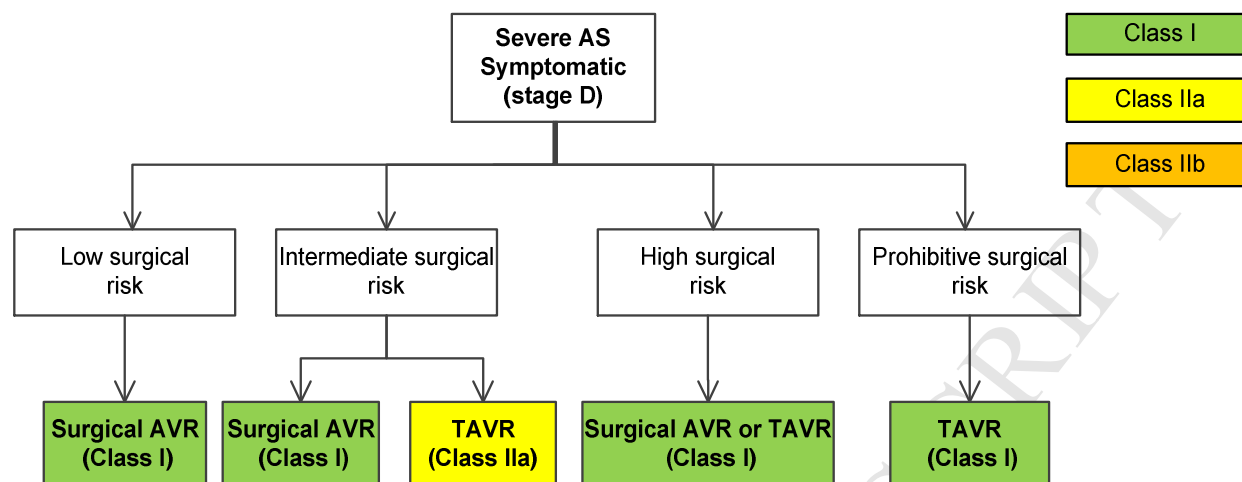 Severe AS
Symptomatic
(stage D)
Class I
Class IIa
Class IIb
Low surgical
risk
Intermediate surgical
risk
High surgical
risk
Prohibitive surgical
risk
Surgical AVR
(Class I)
Surgical AVR
(Class I)
TAVR
(Class IIa)
Surgical AVR or TAVR
(Class I)
TAVR
(Class I)